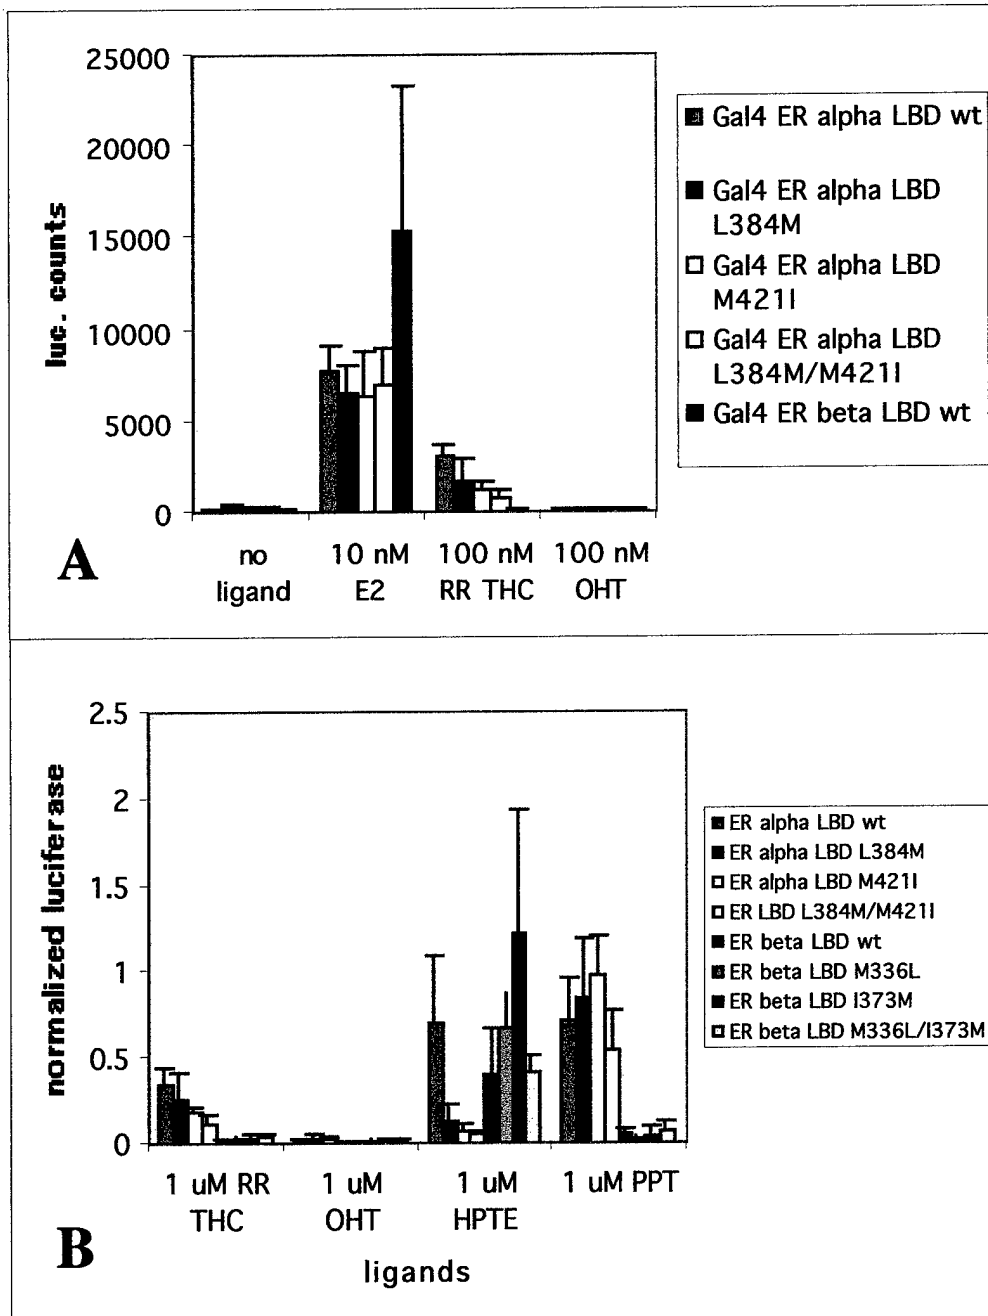 25000
20000
15000
10000
5000
0
luc. counts
no
ligand
10 nM
E2
100 nM
RR THC
100 nM
OHT
A
Gal4 ER alpha LBD wt
Gal4 ER alpha LBD
L384M
Gal4 ER alpha LBD
M421I
Gal4 ER alpha LBD
L384M/M421I
Gal4 ER beta LBD wt
2.5
2
1.5
1
0.5
0
normalized luciferase
1 uM RR
THC
1 uM
OHT
1 uM
HPTE
1 uM PPT
ligands
B
ER alpha LBD wt
ER alpha LBD L384M
ER alpha LBD M421I
ER LBD L384M/M421I
ER beta LBD wt
ER beta LBD M336L
ER beta LBD I373M
ER beta LBD M336L/I373M